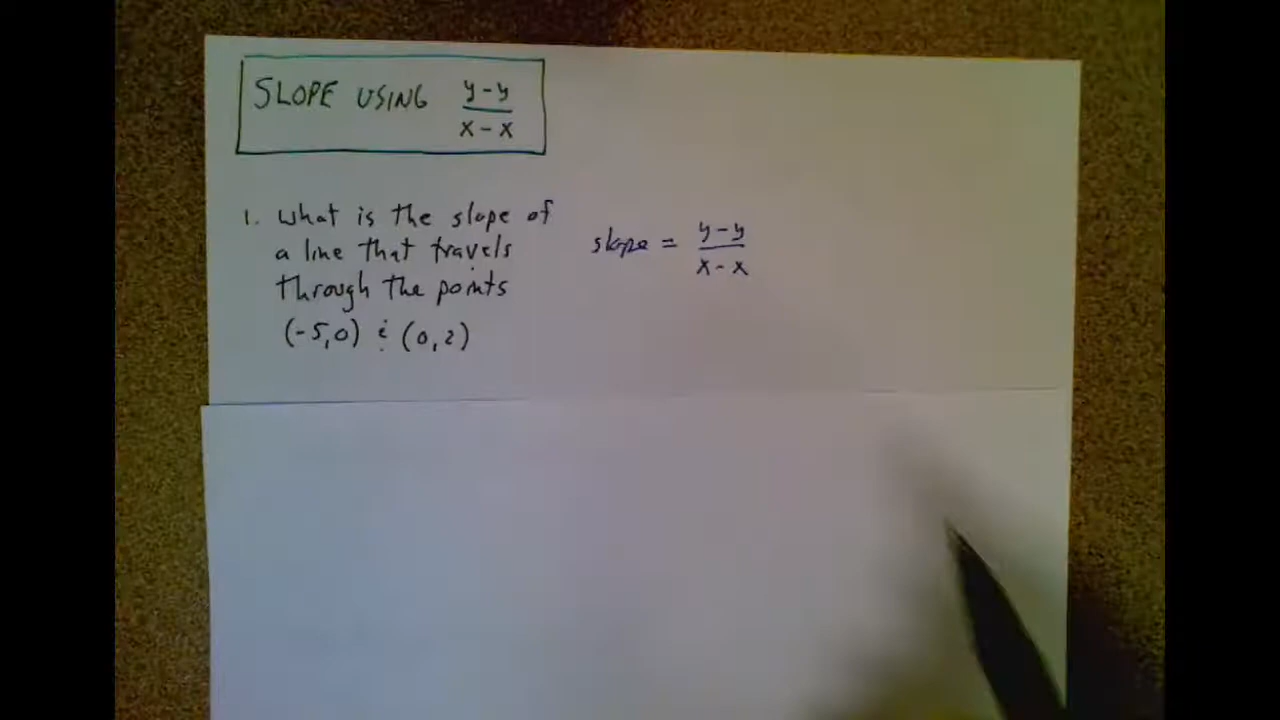 SLOPE USING y-y
x-x
1. What is the slope of
a line that travels
through the points
(-5,0) & (0,2)
slope = y-y
x-x